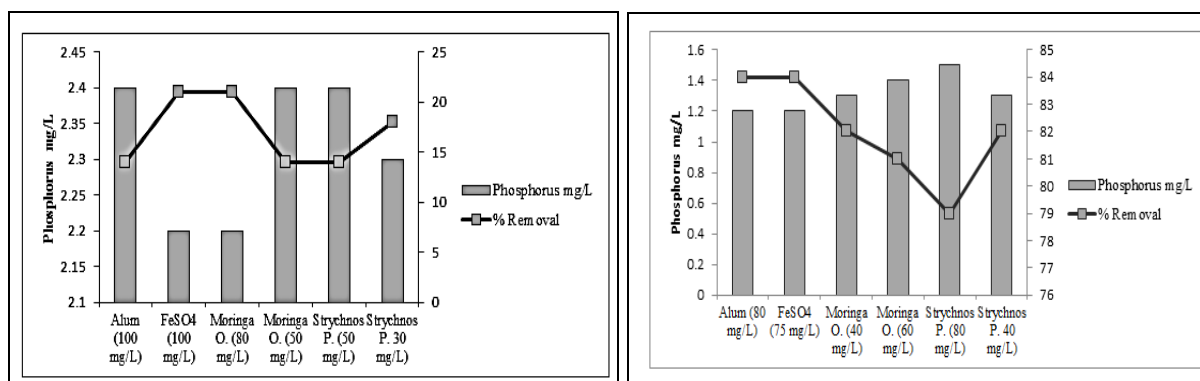 2.45
2.4
2.35
2.3
2.25
2.2
2.15
2.1
Phosphorus mg/L
25
20
15
10
5
0
Phosphorus mg/L
% Removal
Alum (100 mg/L)
FeSO4 (100 mg/L)
Moringa O. (80 mg/L)
Moringa O. (50 mg/L)
Strychnos P. (50 mg/L)
Strychnos P. 30 mg/L)
1.6
1.4
1.2
1
0.8
0.6
0.4
0.2
0
Phosphorus mg/L
85
84
83
82
81
80
79
78
77
76
Phosphorus mg/L
% Removal
Alum (80 mg/L)
FeSO4 (75 mg/L)
Moringa O. (40 mg/L)
Moringa O. (60 mg/L)
Strychnos P. (80 mg/L)
Strychnos P. 40 mg/L)